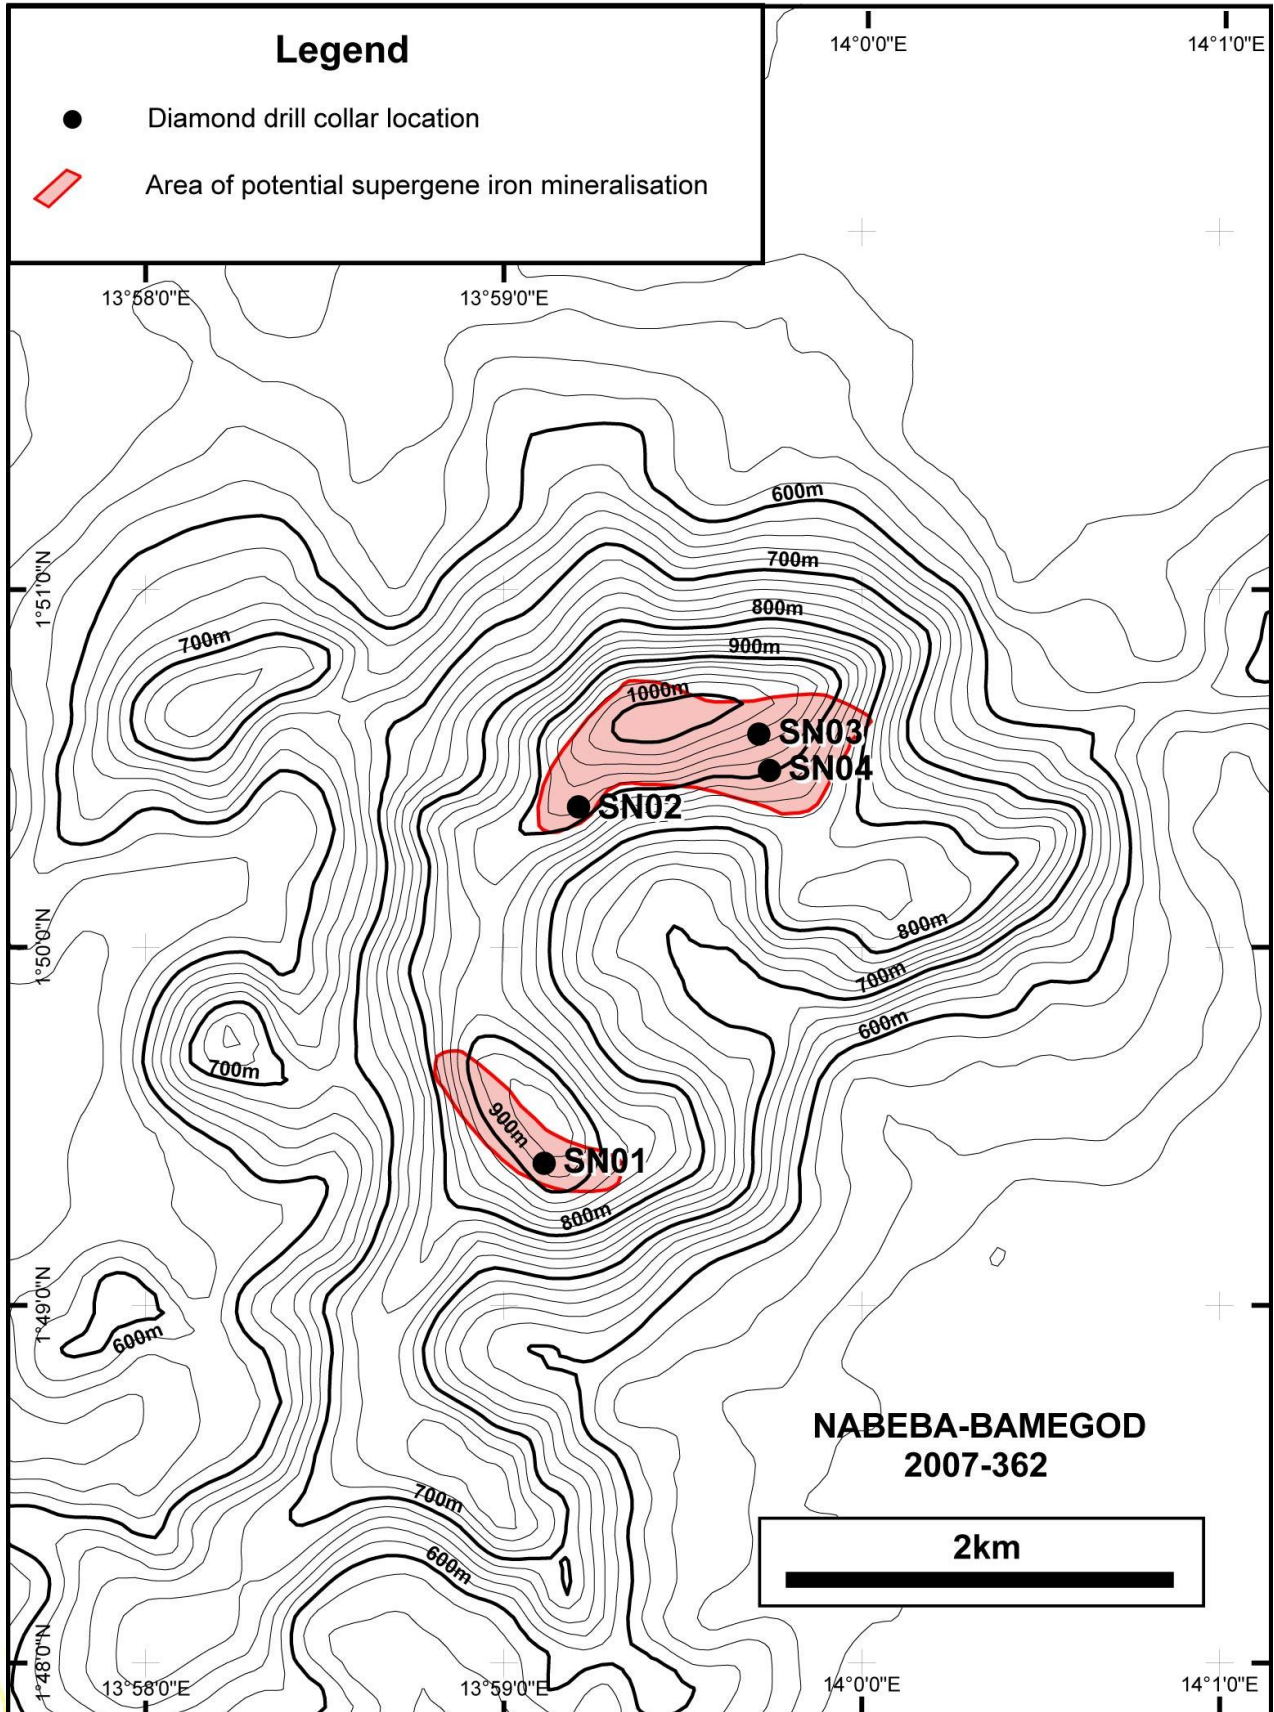 Legend
Diamond drill collar location
Area of potential supergene iron mineralisation
14°0'0"E
14°1'0"E
13°58'0"E
13°59'0"E
600m
700m
1°51'0"N
800m
700m
900m
1000m
SN03
SN04
SN02
800m
1°50'0"N
700m
600m
700m
900m
SN01
800m
1°49'0"N
600m
NABEBA-BAMEGOD
2007-362
700m
2km
600m
1°48'0"N
13°58'0"E
13°59'0"E
14°0'0"E
14°1'0"E